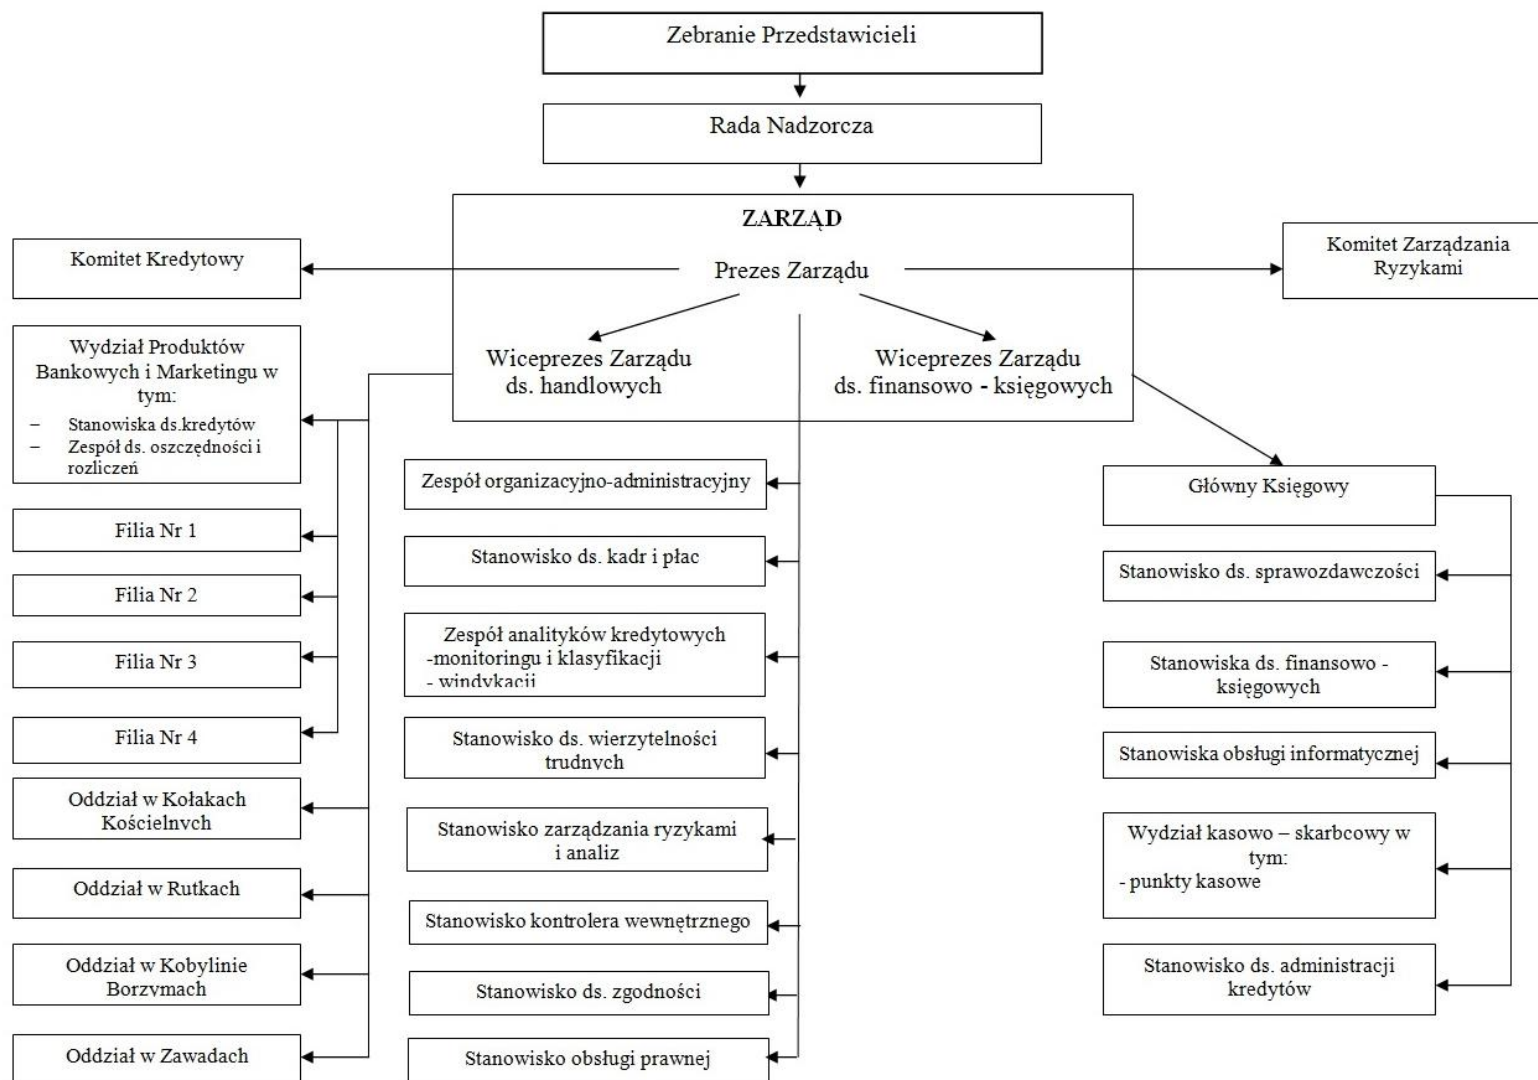 Zebranie Przedstawicieli
Rada Nadzorcza
ZARZĄD
Prezes Zarządu
Wiceprezes Zarządu
ds. handlowych
Wiceprezes Zarządu
ds. finansowo - księgowych
Komitet Kredytowy
Komitet Zarządzania
Ryzykami
Wydział Produktów
Bankowych i Marketingu w
tym:
– Stanowiska ds.kredytów
– Zespół ds. oszczędności i
rozliczeń
Filia Nr 1
Filia Nr 2
Filia Nr 3
Filia Nr 4
Oddział w Kołakach
Kościelnych
Oddział w Rutkach
Oddział w Kobylinie
Borzymach
Oddział w Zawadach
Zespół organizacyjno-administracyjny
Stanowisko ds. kadr i płac
Zespół analityków kredytowych
-monitoringu i klasyfikacji
- windykacji
Stanowisko ds. wierzytelności
trudnych
Stanowisko zarządzania ryzykami
i analiz
Stanowisko kontrolera wewnętrznego
Stanowisko ds. zgodności
Stanowisko obsługi prawnej
Główny Księgowy
Stanowisko ds. sprawozdawczości
Stanowiska ds. finansowo -
księgowych
Stanowiska obsługi informatycznej
Wydział kasowo – skarbcowy w
tym:
- punkty kasowe
Stanowisko ds. administracji
kredytów